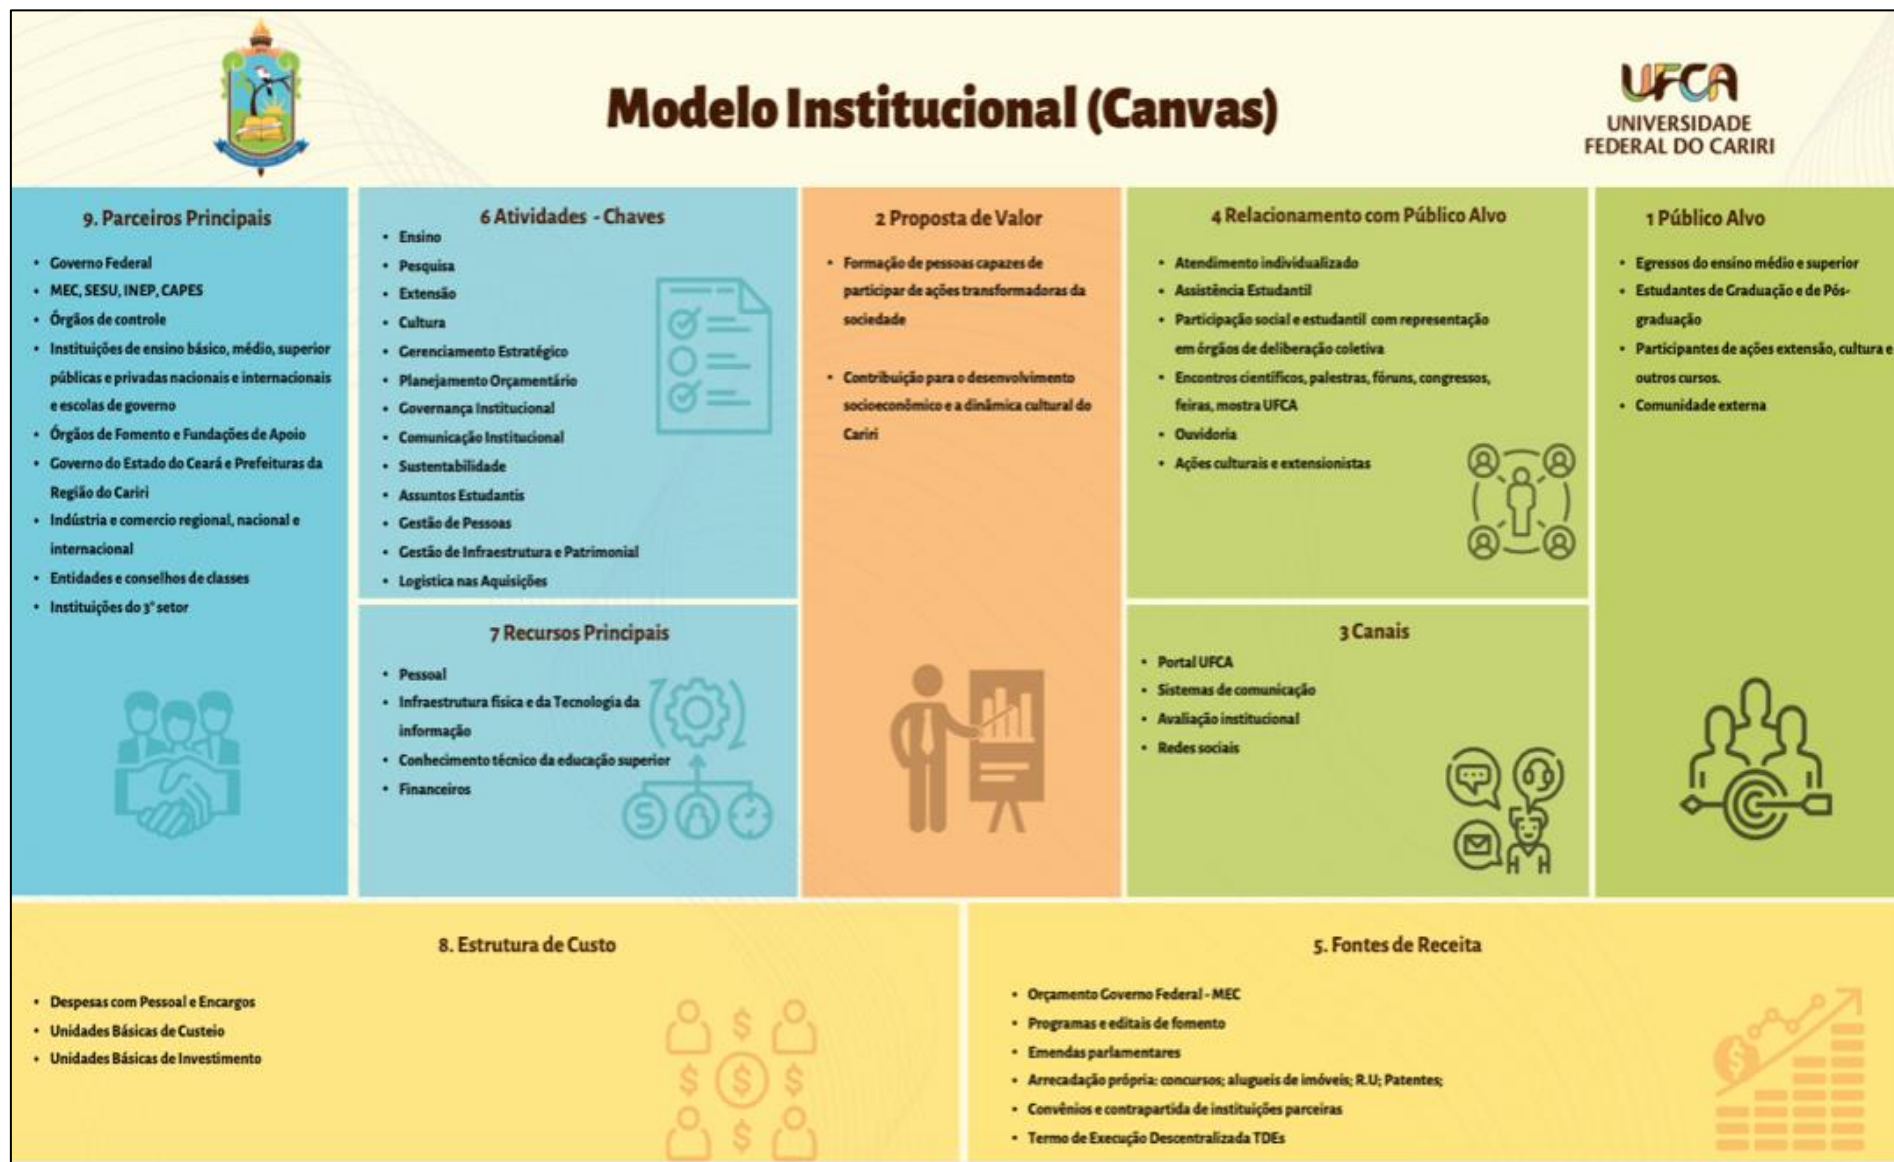 Modelo Institucional (Canvas)
UFCA
UNIVERSIDADE
FEDERAL DO CARIRI
9. Parceiros Principais
• Governo Federal
• MEC, SESU, INEP, CAPES
• Órgãos de controle
• Instituições de ensino básico, médio, superior
públicas e privadas nacionais e internacionais
e escolas de governo
• Órgãos de Fomento e Fundações de Apoio
• Governo do Estado do Ceará e Prefeituras da
Região do Cariri
• Indústria e comercio regional, nacional e
internacional
• Entidades e conselhos de classes
• Instituições do 3° setor
6 Atividades - Chaves
• Ensino
• Pesquisa
• Extensão
• Cultura
• Gerenciamento Estratégico
• Planejamento Orçamentário
• Governança Institucional
• Comunicação Institucional
• Sustentabilidade
• Assuntos Estudantis
• Gestão de Pessoas
• Gestão de Infraestrutura e Patrimonial
• Logistica nas Aquisições
7 Recursos Principais
• Pessoal
• Infraestrutura física e da Tecnologia da
informação
• Conhecimento técnico da educação superior
• Financeiros
2 Proposta de Valor
• Formação de pessoas capazes de
participar de ações transformadoras da
sociedade
• Contribuição para o desenvolvimento
socioeconômico e a dinâmica cultural do
Cariri
4 Relacionamento com Público Alvo
• Atendimento individualizado
• Assistência Estudantil
• Participação social e estudantil com representação
em órgãos de deliberação coletiva
• Encontros científicos, palestras, fóruns, congressos,
feiras, mostra UFCA
• Ouvidoria
• Ações culturais e extensionistas
3 Canais
• Portal UFCA
• Sistemas de comunicação
• Avaliação institucional
• Redes sociais
1 Público Alvo
• Egressos do ensino médio e superior
• Estudantes de Graduação e de Pós-
graduação
• Participantes de ações extensão, cultura e
outros cursos.
• Comunidade externa
8. Estrutura de Custo
• Despesas com Pessoal e Encargos
• Unidades Básicas de Custeio
• Unidades Básicas de Investimento
5. Fontes de Receita
• Orçamento Governo Federal - MEC
• Programas e editais de fomento
• Emendas parlamentares
• Arrecadação própria: concursos; alugueis de imóveis; R.U; Patentes;
• Convênios e contrapartida de instituições parceiras
• Termo de Execução Descentralizada TDEs